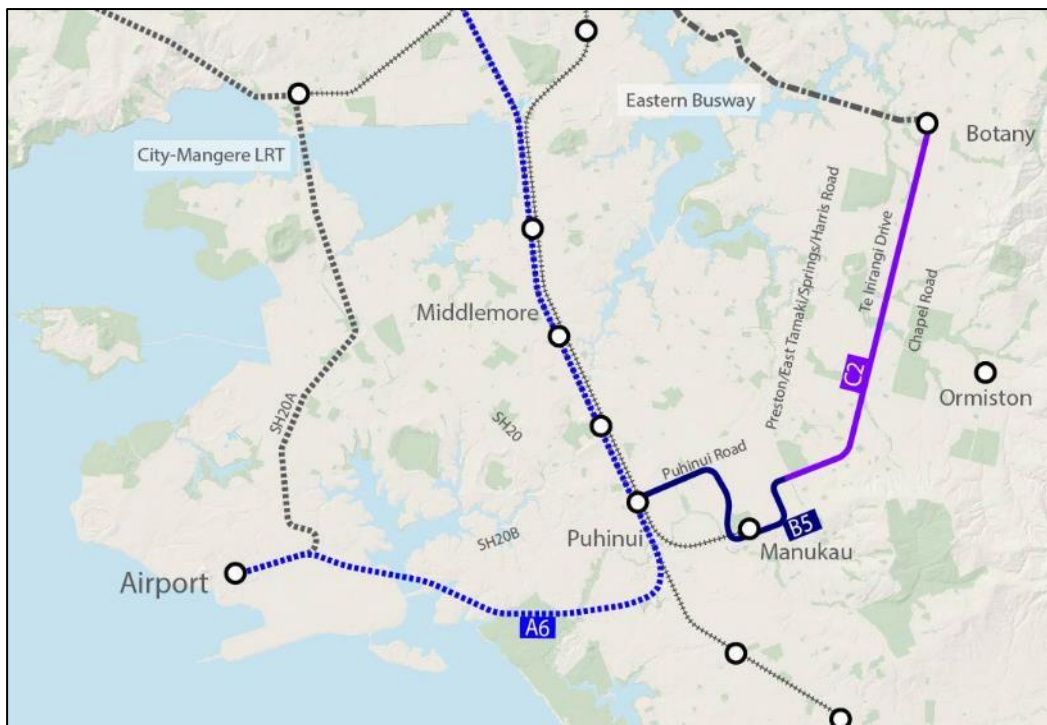 Eastern Busway
Botany
City-Mangere LRT
Preston/East Tamaki/Springs/Harris Road
Te Irirangi Drive
Chapel Road
Middlemore
C2
Ormiston
SH20A
SH20
Puhinui Road
SH20B
Puhinui
B5
Manukau
Airport
A6